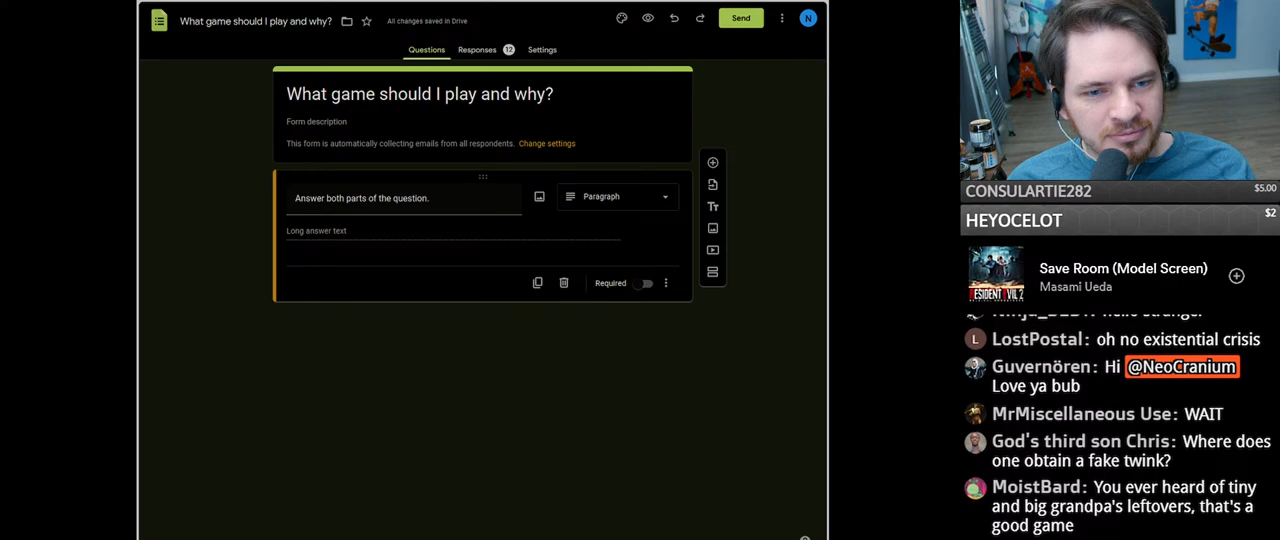 What game should I play and why?
All changes saved in Drive
Send
N
Questions
Responses 12
Settings
What game should I play and why?
Form description
This form is automatically collecting emails from all respondents. Change settings
Answer both parts of the question.
Paragraph
Long answer text
Required
CONSULARTIE282 $5.00
HEYOCELOT $2
RESIDENT EVIL 2
Save Room (Model Screen)
Masami Ueda
LostPostal: oh no existential crisis
Guvernören: Hi @NeoCranium
Love ya bub
MrMiscellaneous Use: WAIT
God's third son Chris: Where does
one obtain a fake twink?
MoistBard: You ever heard of tiny
and big grandpa's leftovers, that's a
good game